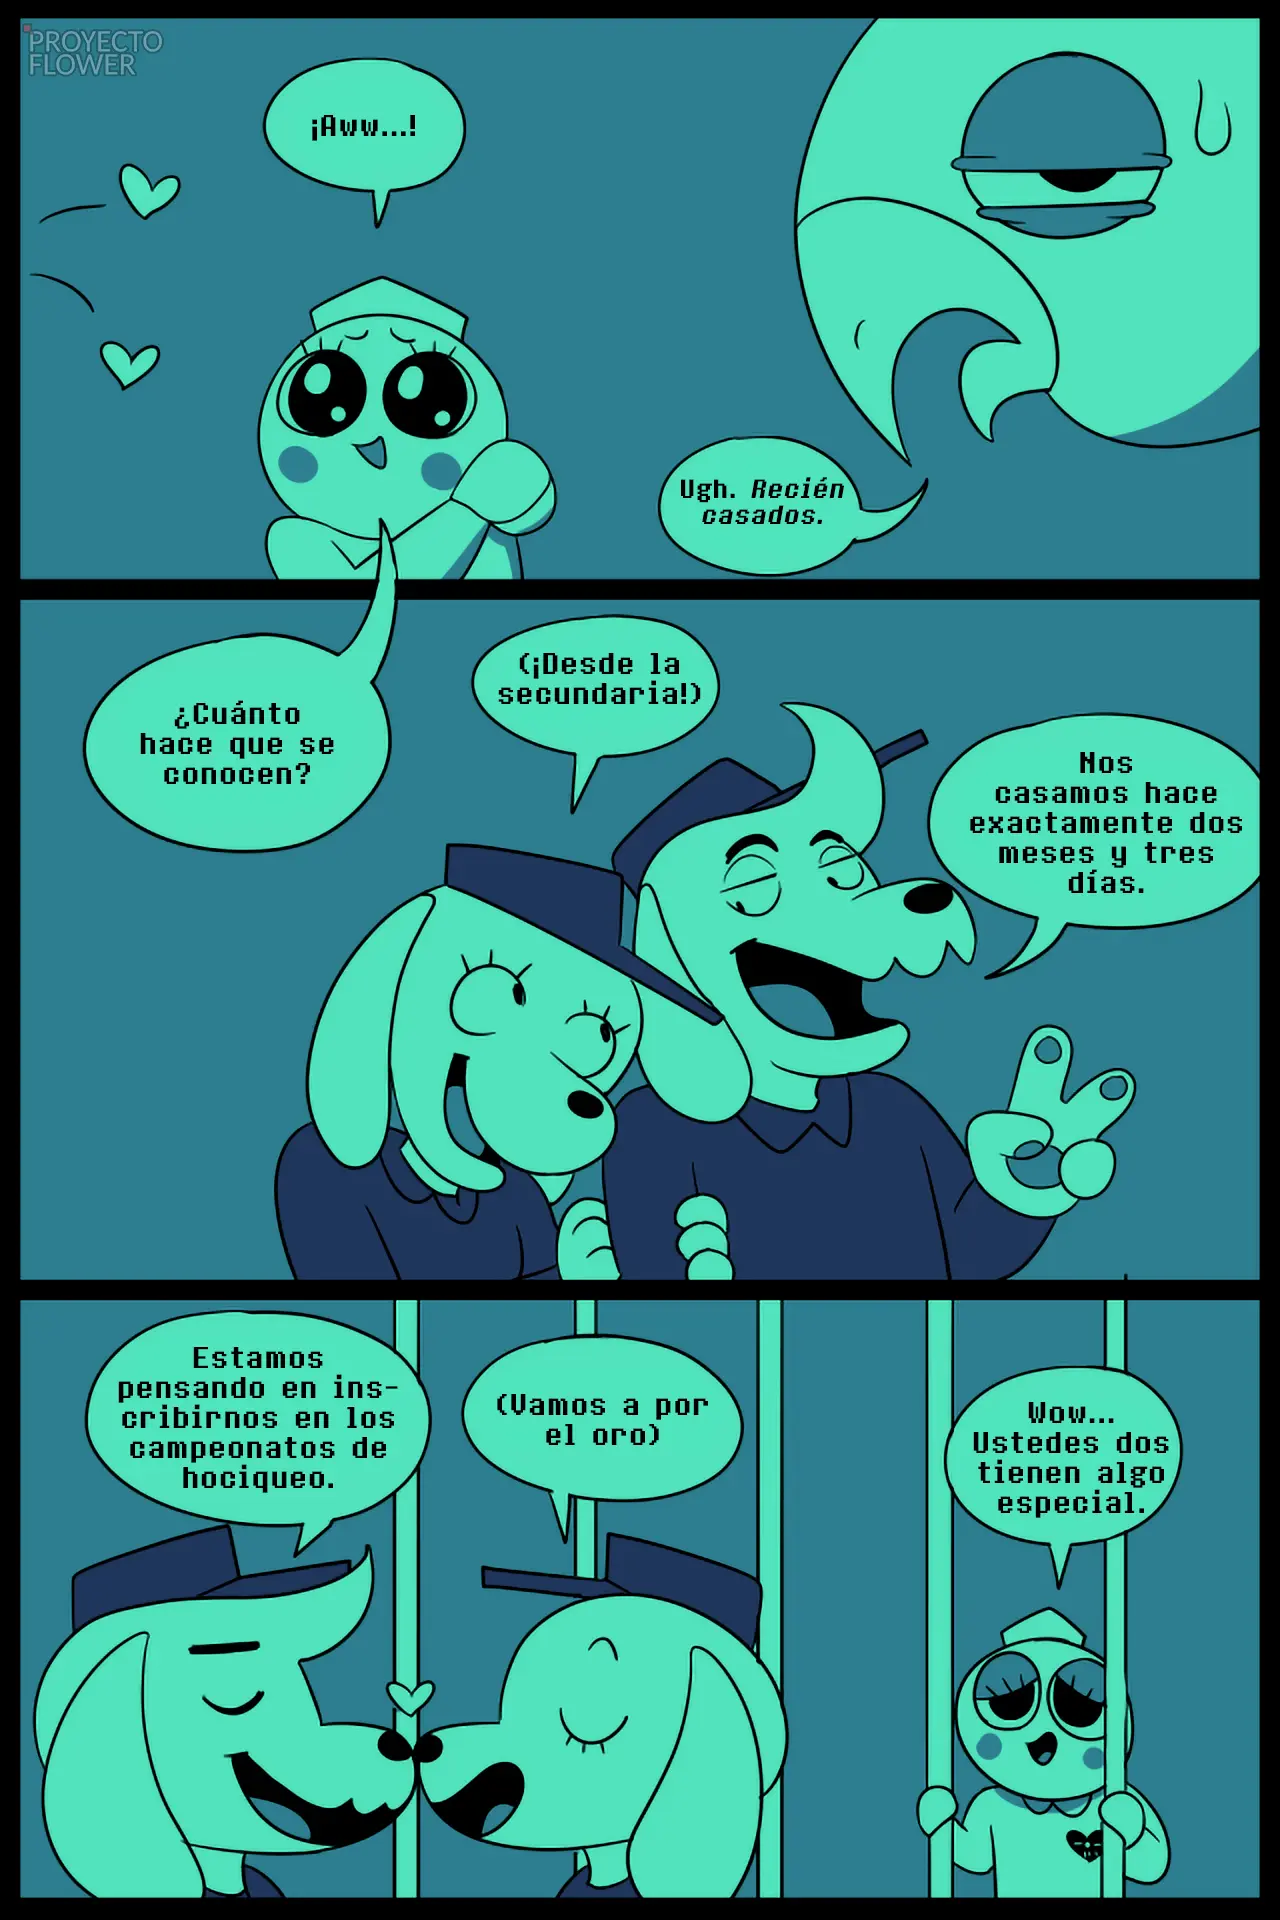 PROYECTO
FLOWER
¡Aww...!
Ugh. Recién
casados.
¿Cuánto
hace que se
conocen?
(¡Desde la
secundaria!)
Nos
casamos hace
exactamente dos
meses y tres
días.
Estamos
pensando en ins-
cribirnos en los
campeonatos de
hociqueo.
(Vamos a por
el oro)
Wow...
Ustedes dos
tienen algo
especial.